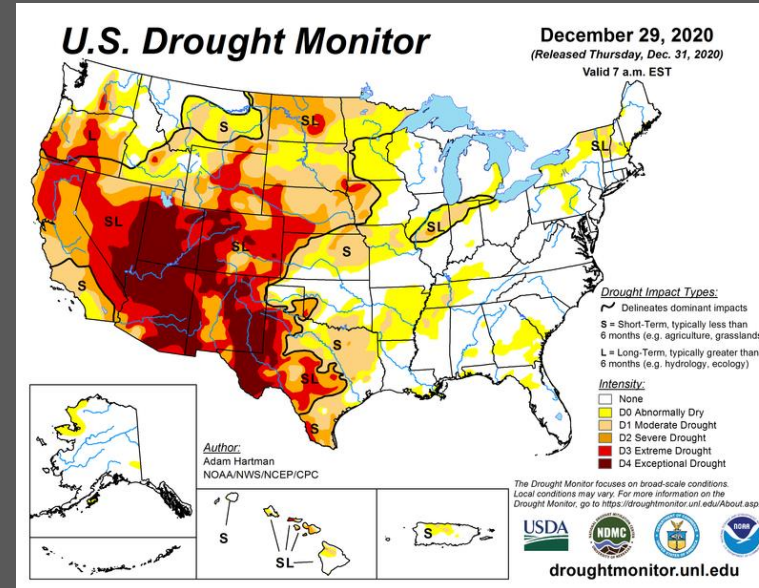 U.S. Drought Monitor
December 29, 2020
(Released Thursday, Dec. 31, 2020)
Valid 7 a.m. EST
L
S
SL
SL
SL
SL
SL
S
S
S
SL
S
Drought Impact Types:
Delineates dominant impacts
S = Short-Term, typically less than
6 months (e.g. agriculture, grasslands
L = Long-Term, typically greater than
6 months (e.g. hydrology, ecology)
Intensity:
None
D0 Abnormally Dry
D1 Moderate Drought
D2 Severe Drought
D3 Extreme Drought
D4 Exceptional Drought
Author:
Adam Hartman
NOAA/NWS/NCEP/CPC
S
SL
S
The Drought Monitor focuses on broad-scale conditions.
Local conditions may vary. For more information on the
Drought Monitor, go to https://droughtmonitor.unl.edu/About.asp
USDA
NDMC
NOAA
droughtmonitor.unl.edu